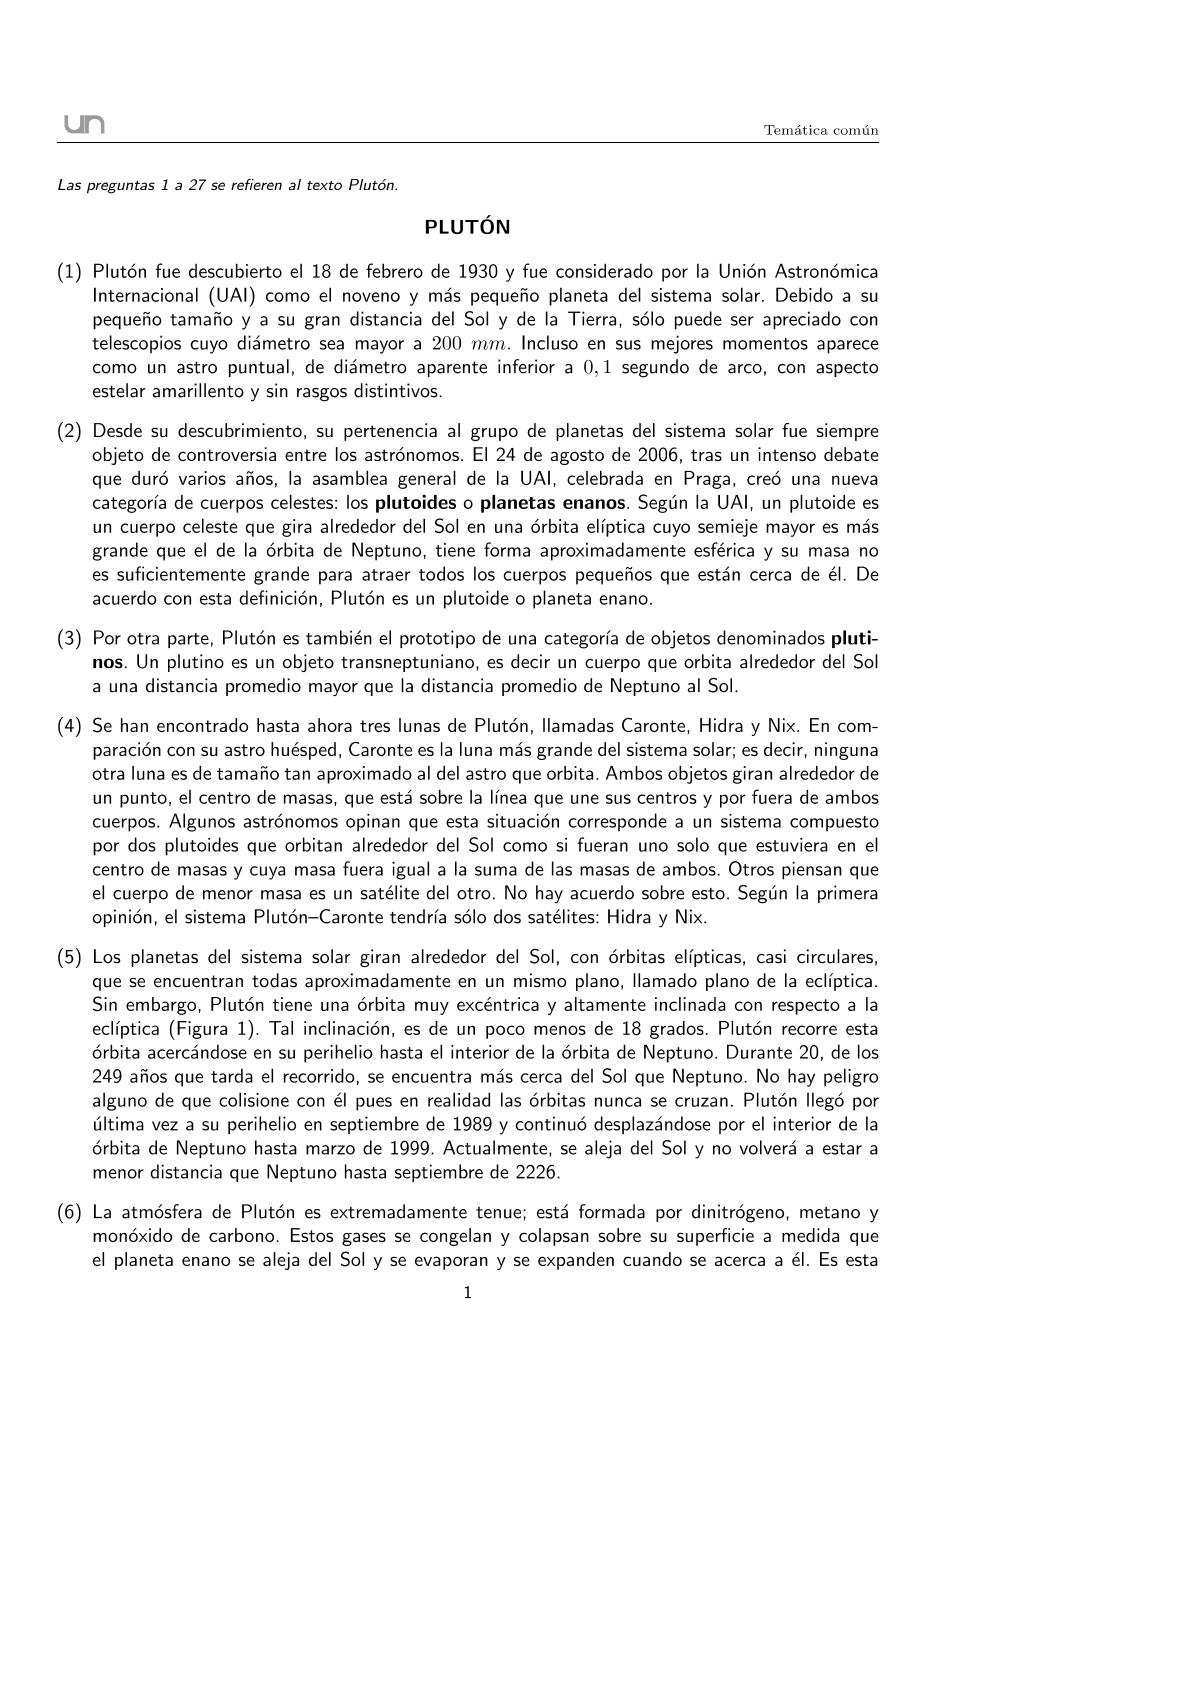 un
Temática común
Las preguntas 1 a 27 se refieren al texto Plutón.
PLUTÓN
(1) Plutón fue descubierto el 18 de febrero de 1930 y fue considerado por la Unión Astronómica
Internacional (UAI) como el noveno y más pequeño planeta del sistema solar. Debido a su
pequeño tamaño y a su gran distancia del Sol y de la Tierra, sólo puede ser apreciado con
telescopios cuyo diámetro sea mayor a 200 mm. Incluso en sus mejores momentos aparece
como un astro puntual, de diámetro aparente inferior a 0, 1 segundo de arco, con aspecto
estelar amarillento y sin rasgos distintivos.
(2) Desde su descubrimiento, su pertenencia al grupo de planetas del sistema solar fue siempre
objeto de controversia entre los astrónomos. El 24 de agosto de 2006, tras un intenso debate
que duró varios años, la asamblea general de la UAI, celebrada en Praga, creó una nueva
categoría de cuerpos celestes: los plutoides o planetas enanos. Según la UAI, un plutoide es
un cuerpo celeste que gira alrededor del Sol en una órbita elíptica cuyo semieje mayor es más
grande que el de la órbita de Neptuno, tiene forma aproximadamente esférica y su masa no
es suficientemente grande para atraer todos los cuerpos pequeños que están cerca de él. De
acuerdo con esta definición, Plutón es un plutoide o planeta enano.
(3) Por otra parte, Plutón es también el prototipo de una categoría de objetos denominados pluti-
nos. Un plutino es un objeto transneptuniano, es decir un cuerpo que orbita alrededor del Sol
a una distancia promedio mayor que la distancia promedio de Neptuno al Sol.
(4) Se han encontrado hasta ahora tres lunas de Plutón, llamadas Caronte, Hidra y Nix. En com-
paración con su astro huésped, Caronte es la luna más grande del sistema solar; es decir, ninguna
otra luna es de tamaño tan aproximado al del astro que orbita. Ambos objetos giran alrededor de
un punto, el centro de masas, que está sobre la línea que une sus centros y por fuera de ambos
cuerpos. Algunos astrónomos opinan que esta situación corresponde a un sistema compuesto
por dos plutoides que orbitan alrededor del Sol como si fueran uno solo que estuviera en el
centro de masas y cuya masa fuera igual a la suma de las masas de ambos. Otros piensan que
el cuerpo de menor masa es un satélite del otro. No hay acuerdo sobre esto. Según la primera
opinión, el sistema Plutón–Caronte tendría sólo dos satélites: Hidra y Nix.
(5) Los planetas del sistema solar giran alrededor del Sol, con órbitas elípticas, casi circulares,
que se encuentran todas aproximadamente en un mismo plano, llamado plano de la eclíptica.
Sin embargo, Plutón tiene una órbita muy excéntrica y altamente inclinada con respecto a la
eclíptica (Figura 1). Tal inclinación, es de un poco menos de 18 grados. Plutón recorre esta
órbita acercándose en su perihelio hasta el interior de la órbita de Neptuno. Durante 20, de los
249 años que tarda el recorrido, se encuentra más cerca del Sol que Neptuno. No hay peligro
alguno de que colisione con él pues en realidad las órbitas nunca se cruzan. Plutón llegó por
última vez a su perihelio en septiembre de 1989 y continuó desplazándose por el interior de la
órbita de Neptuno hasta marzo de 1999. Actualmente, se aleja del Sol y no volverá a estar a
menor distancia que Neptuno hasta septiembre de 2226.
(6) La atmósfera de Plutón es extremadamente tenue; está formada por dinitrógeno, metano y
monóxido de carbono. Estos gases se congelan y colapsan sobre su superficie a medida que
el planeta enano se aleja del Sol y se evaporan y se expanden cuando se acerca a él. Es esta
1